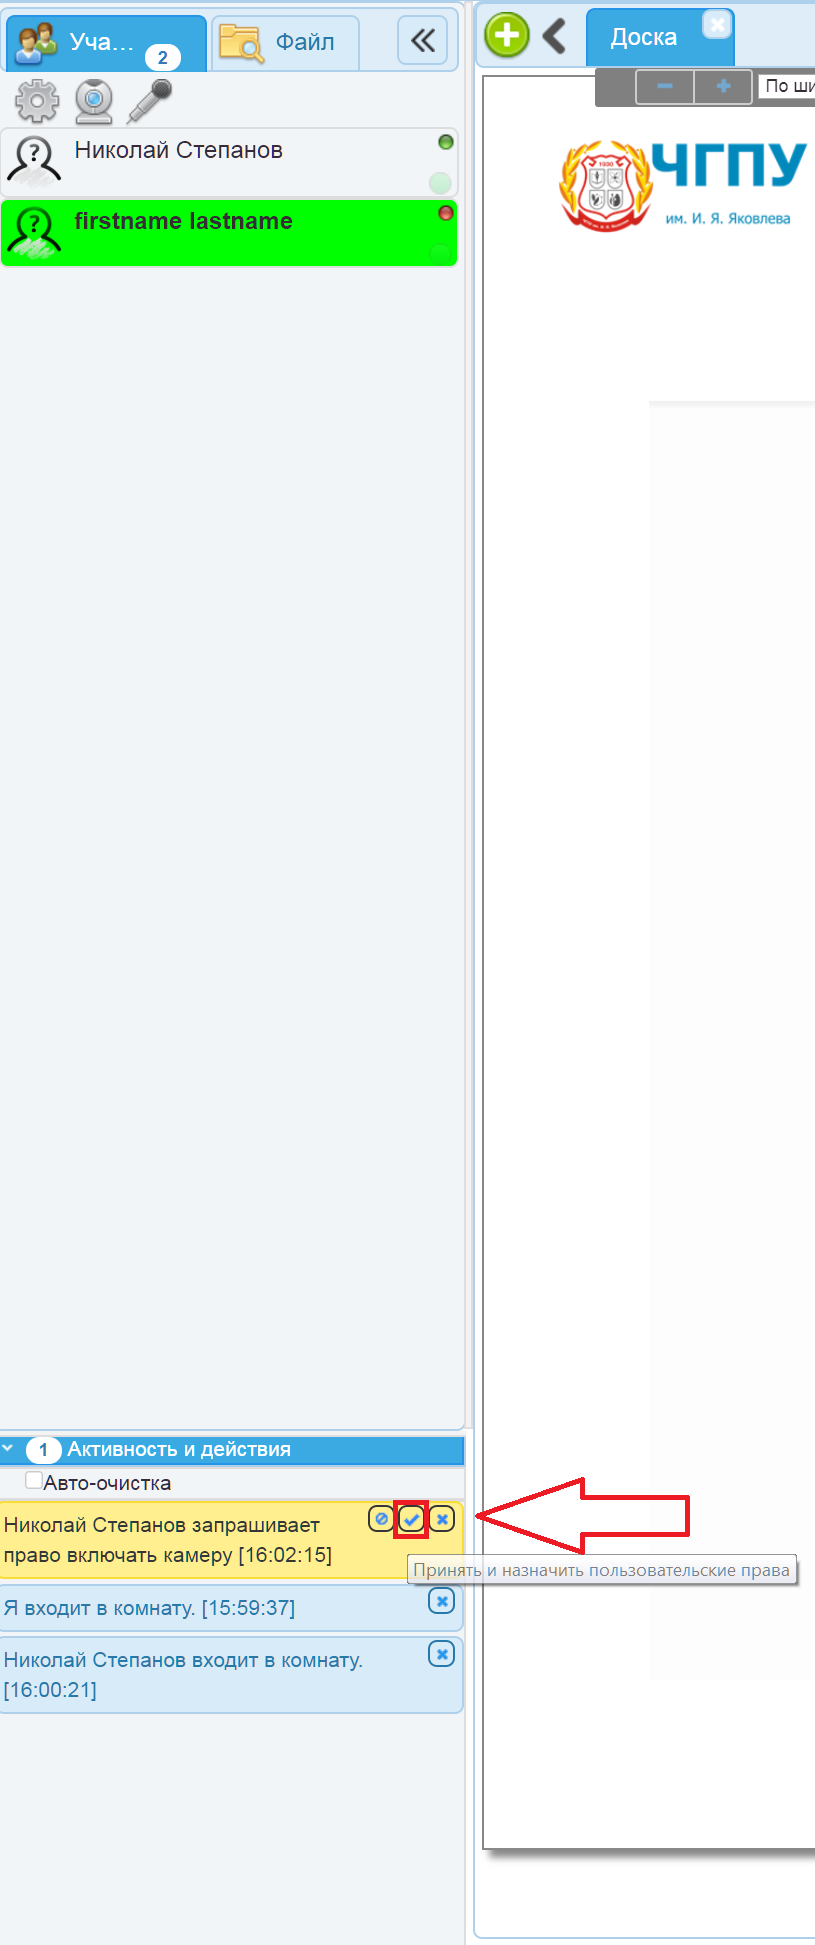 Уча...
2
Файл
Николай Степанов
firstname lastname
Доска
По ши
1930
ЧГПУ
им. И. Я. Яковлева
1 Активность и действия
Авто-очистка
Николай Степанов запрашивает
право включать камеру [16:02:15]
Принять и назначить пользовательские права
Я входит в комнату. [15:59:37]
Николай Степанов входит в комнату.
[16:00:21]